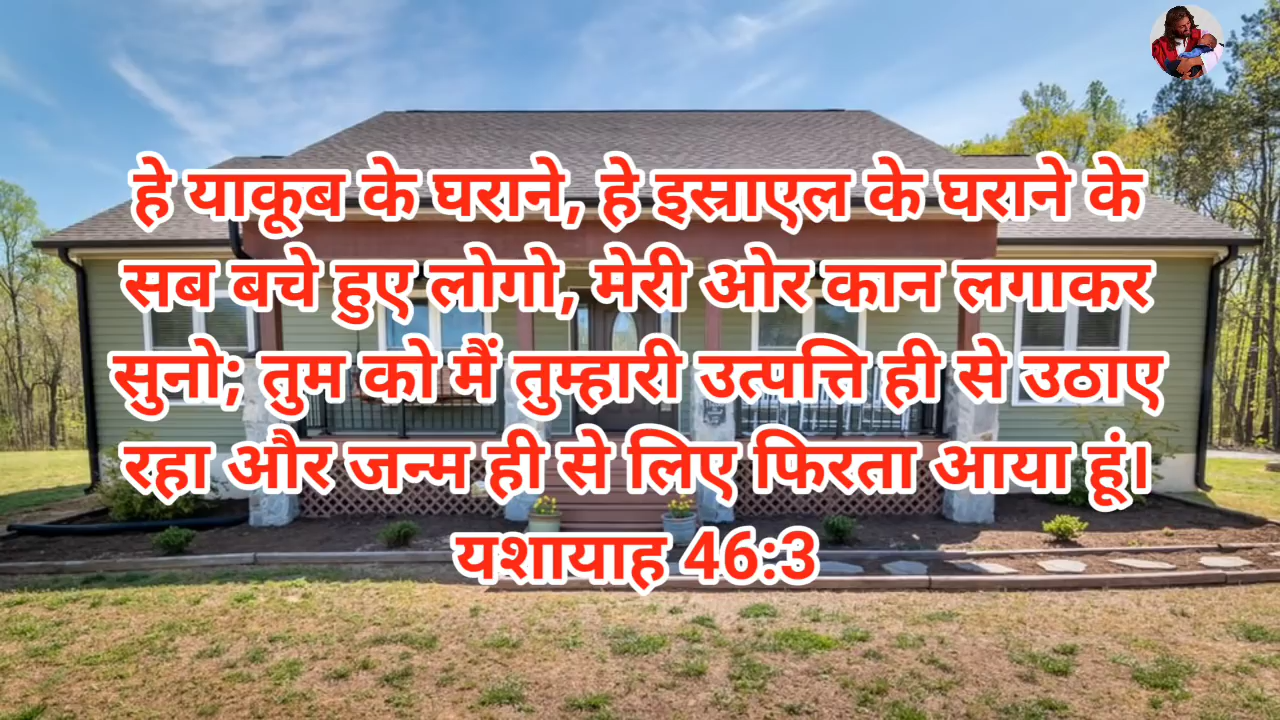 हे याकूब के घराने, हे इस्राएल के घराने के
सब बचे हुए लोगो, मेरी ओर कान लगाकर
सुनो; तुम को मैं तुम्हारी उत्पत्ति ही से उठाए
रहा और जन्म ही से लिए फिरता आया हूं।
यशायाह 46:3